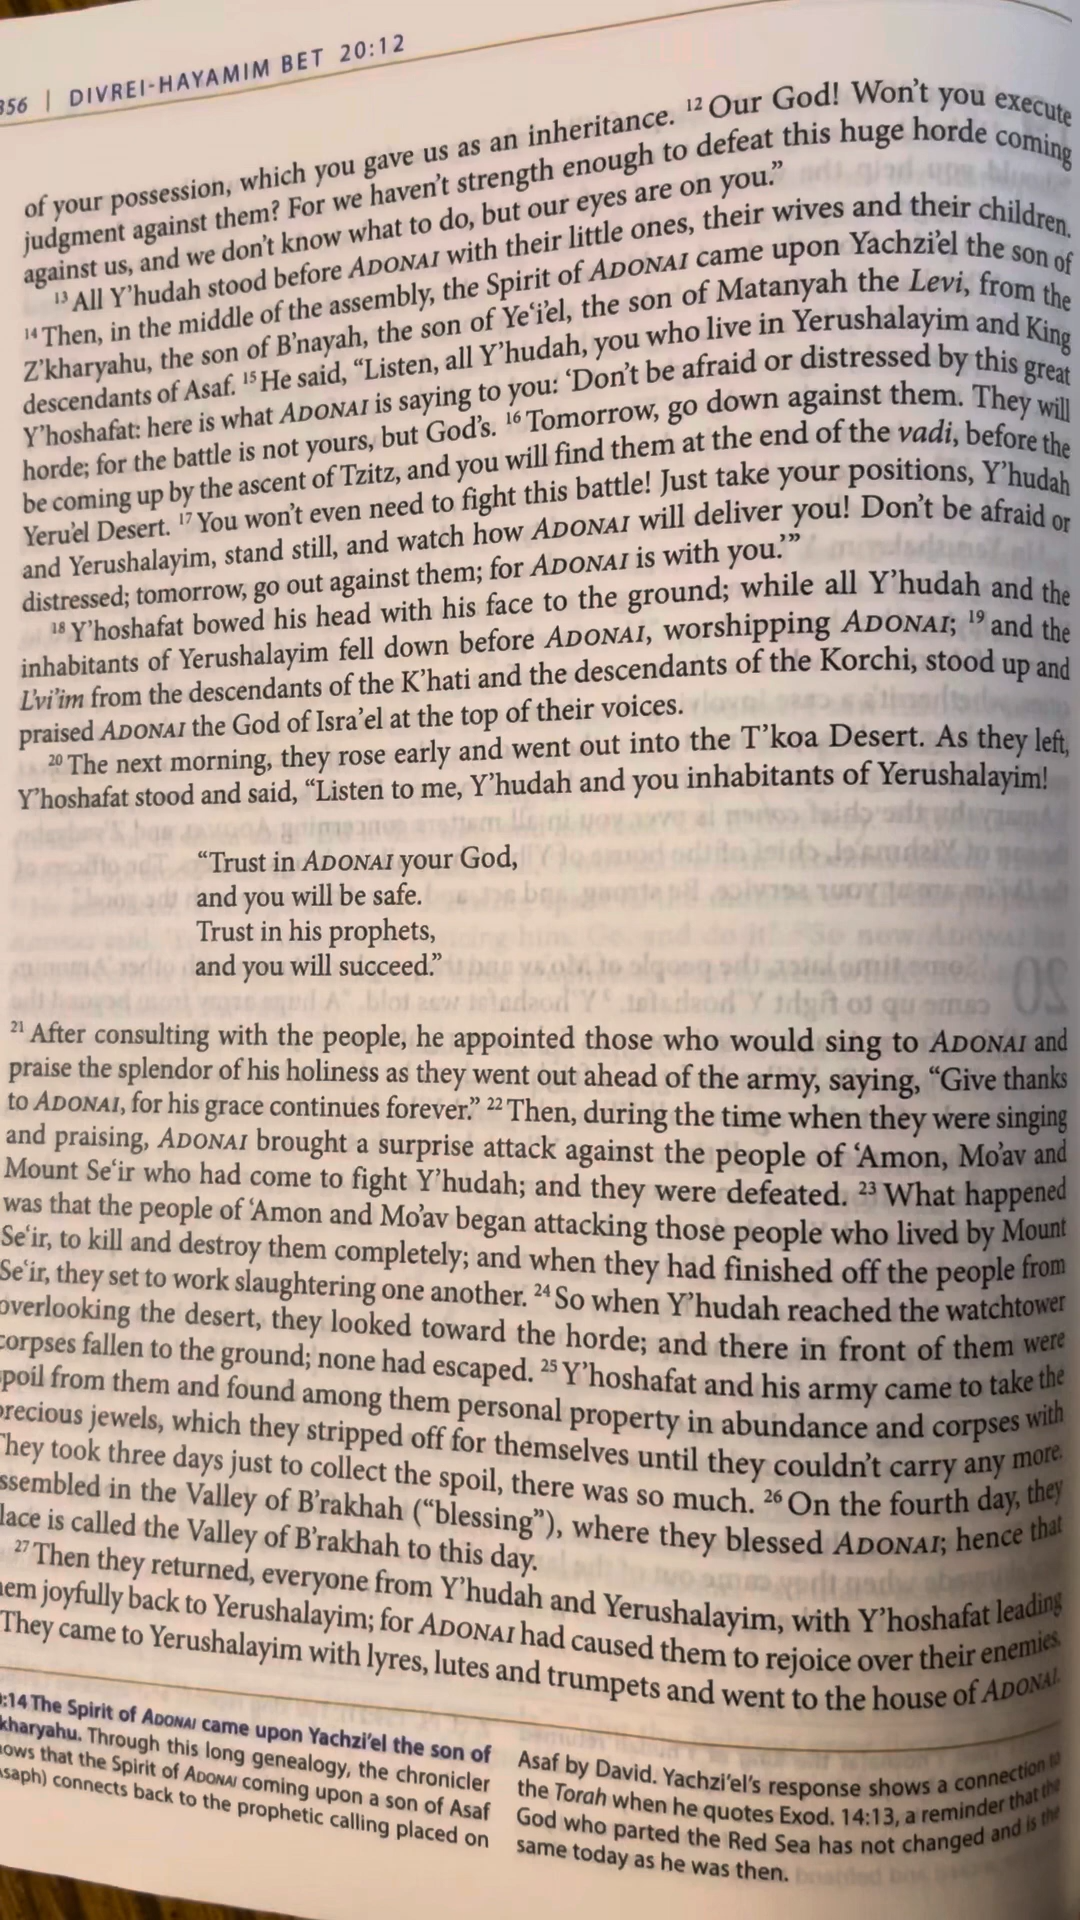 356 | DIVREI-HAYAMIM BET 20:12
of your possession, which you gave us as an inheritance. 12 Our God! Won’t you execute
judgment against them? For we haven’t strength enough to defeat this huge horde coming
against us, and we don’t know what to do, but our eyes are on you.”
13 All Y’hudah stood before ADONAI with their little ones, their wives and their children.
14 Then, in the middle of the assembly, the Spirit of ADONAI came upon Yachzi’el the son of
Z’kharyahu, the son of B’nayah, the son of Ye‘i’el, the son of Matanyah the Levi, from the
descendants of Asaf. 15 He said, “Listen, all Y’hudah, you who live in Yerushalayim and King
Y’hoshafat: here is what ADONAI is saying to you: ‘Don’t be afraid or distressed by this great
horde; for the battle is not yours, but God’s. 16 Tomorrow, go down against them. They will
be coming up by the ascent of Tzitz, and you will find them at the end of the vadi, before the
Yeru’el Desert. 17 You won’t even need to fight this battle! Just take your positions, Y’hudah
and Yerushalayim, stand still, and watch how ADONAI will deliver you! Don’t be afraid or
distressed; tomorrow, go out against them; for ADONAI is with you.’”
18 Y’hoshafat bowed his head with his face to the ground; while all Y’hudah and the
inhabitants of Yerushalayim fell down before ADONAI, worshipping ADONAI; 19 and the
L’vi’im from the descendants of the K’hati and the descendants of the Korchi, stood up and
praised ADONAI the God of Isra’el at the top of their voices.
20 The next morning, they rose early and went out into the T’koa Desert. As they left,
Y’hoshafat stood and said, “Listen to me, Y’hudah and you inhabitants of Yerushalayim!
“Trust in ADONAI your God,
and you will be safe.
Trust in his prophets,
and you will succeed.”
21 After consulting with the people, he appointed those who would sing to ADONAI and
praise the splendor of his holiness as they went out ahead of the army, saying, “Give thanks
to ADONAI, for his grace continues forever.” 22 Then, during the time when they were singing
and praising, ADONAI brought a surprise attack against the people of ‘Amon, Mo’av and
Mount Se‘ir who had come to fight Y’hudah; and they were defeated. 23 What happened
was that the people of ‘Amon and Mo’av began attacking those people who lived by Mount
Se‘ir, to kill and destroy them completely; and when they had finished off the people from
Se‘ir, they set to work slaughtering one another. 24 So when Y’hudah reached the watchtower
overlooking the desert, they looked toward the horde; and there in front of them were
corpses fallen to the ground; none had escaped. 25 Y’hoshafat and his army came to take the
poil from them and found among them personal property in abundance and corpses with
precious jewels, which they stripped off for themselves until they couldn’t carry any more.
They took three days just to collect the spoil, there was so much. 26 On the fourth day, they
ssembled in the Valley of B’rakhah (“blessing”), where they blessed ADONAI; hence that
lace is called the Valley of B’rakhah to this day.
27 Then they returned, everyone from Y’hudah and Yerushalayim, with Y’hoshafat leading
em joyfully back to Yerushalayim; for ADONAI had caused them to rejoice over their enemies.
They came to Yerushalayim with lyres, lutes and trumpets and went to the house of ADONAI.
:14 The Spirit of ADONAI came upon Yachzi’el the son of
kharyahu. Through this long genealogy, the chronicler
ows that the Spirit of ADONAI coming upon a son of Asaf
saph) connects back to the prophetic calling placed on
Asaf by David. Yachzi’el’s response shows a connection to
the Torah when he quotes Exod. 14:13, a reminder that the
God who parted the Red Sea has not changed and is the
same today as he was then.